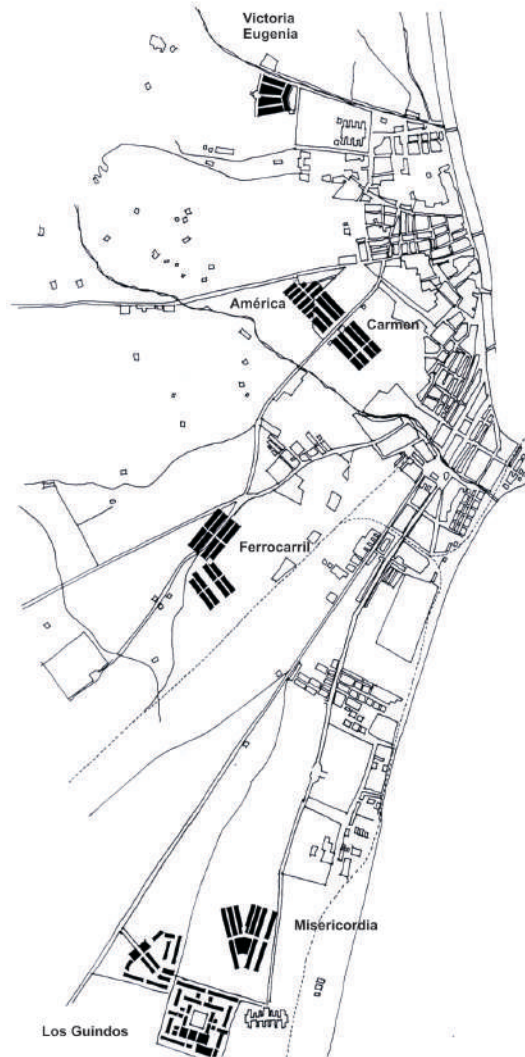 Victoria
Eugenia
América
Carmen
Ferrocarril
Misericordia
Los Guindos